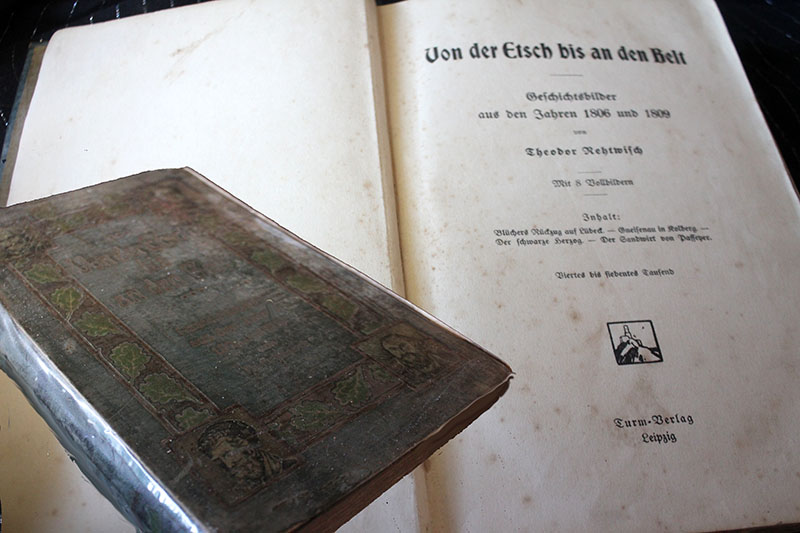 Von der Etsch bis an den Belt
Geschichtsbilder
aus den Jahren 1806 und 1809
von
Theodor Rehtwisch
Mit 8 Vollbildern
Inhalt:
Blüchers Rückzug auf Lübeck. — Gneisenau in Kolberg. —
Der schwarze Herzog. — Der Sandwirt von Passeyer.
Viertes bis siebentes Tausend
Turm-Verlag
Leipzig